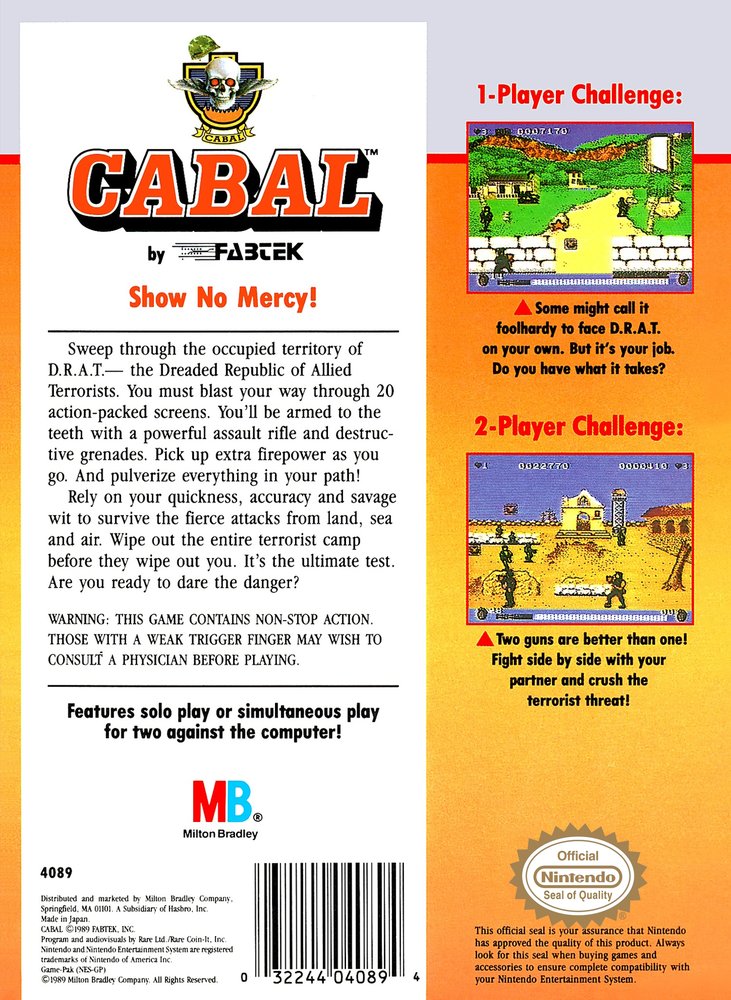 CABAL
CABAL™
by FABTEK
Show No Mercy!
Sweep through the occupied territory of
D.R.A.T.— the Dreaded Republic of Allied
Terrorists. You must blast your way through 20
action-packed screens. You'll be armed to the
teeth with a powerful assault rifle and destruc-
tive grenades. Pick up extra firepower as you
go. And pulverize everything in your path!
Rely on your quickness, accuracy and savage
wit to survive the fierce attacks from land, sea
and air. Wipe out the entire terrorist camp
before they wipe out you. It's the ultimate test.
Are you ready to dare the danger?
WARNING: THIS GAME CONTAINS NON-STOP ACTION.
THOSE WITH A WEAK TRIGGER FINGER MAY WISH TO
CONSULT A PHYSICIAN BEFORE PLAYING.
Features solo play or simultaneous play
for two against the computer!
MB®
Milton Bradley
4089
Distributed and marketed by Milton Bradley Company,
Springfield, MA 01101. A Subsidiary of Hasbro, Inc.
Made in Japan.
CABAL ©1989 FABTEK, INC.
Program and audiovisuals by Rare Ltd./Rare Coin-It, Inc.
Nintendo and Nintendo Entertainment System are registered
trademarks of Nintendo of America Inc.
Game-Pak (NES-GP)
©1989 Milton Bradley Company. All Rights Reserved.
0 32244 04089 4
1-Player Challenge:
3 0007170
▲ Some might call it
foolhardy to face D.R.A.T.
on your own. But it's your job.
Do you have what it takes?
2-Player Challenge:
1 0022770 0000410 3
▲ Two guns are better than one!
Fight side by side with your
partner and crush the
terrorist threat!
Official
Nintendo
Seal of Quality
This official seal is your assurance that Nintendo
has approved the quality of this product. Always
look for this seal when buying games and
accessories to ensure complete compatibility with
your Nintendo Entertainment System.